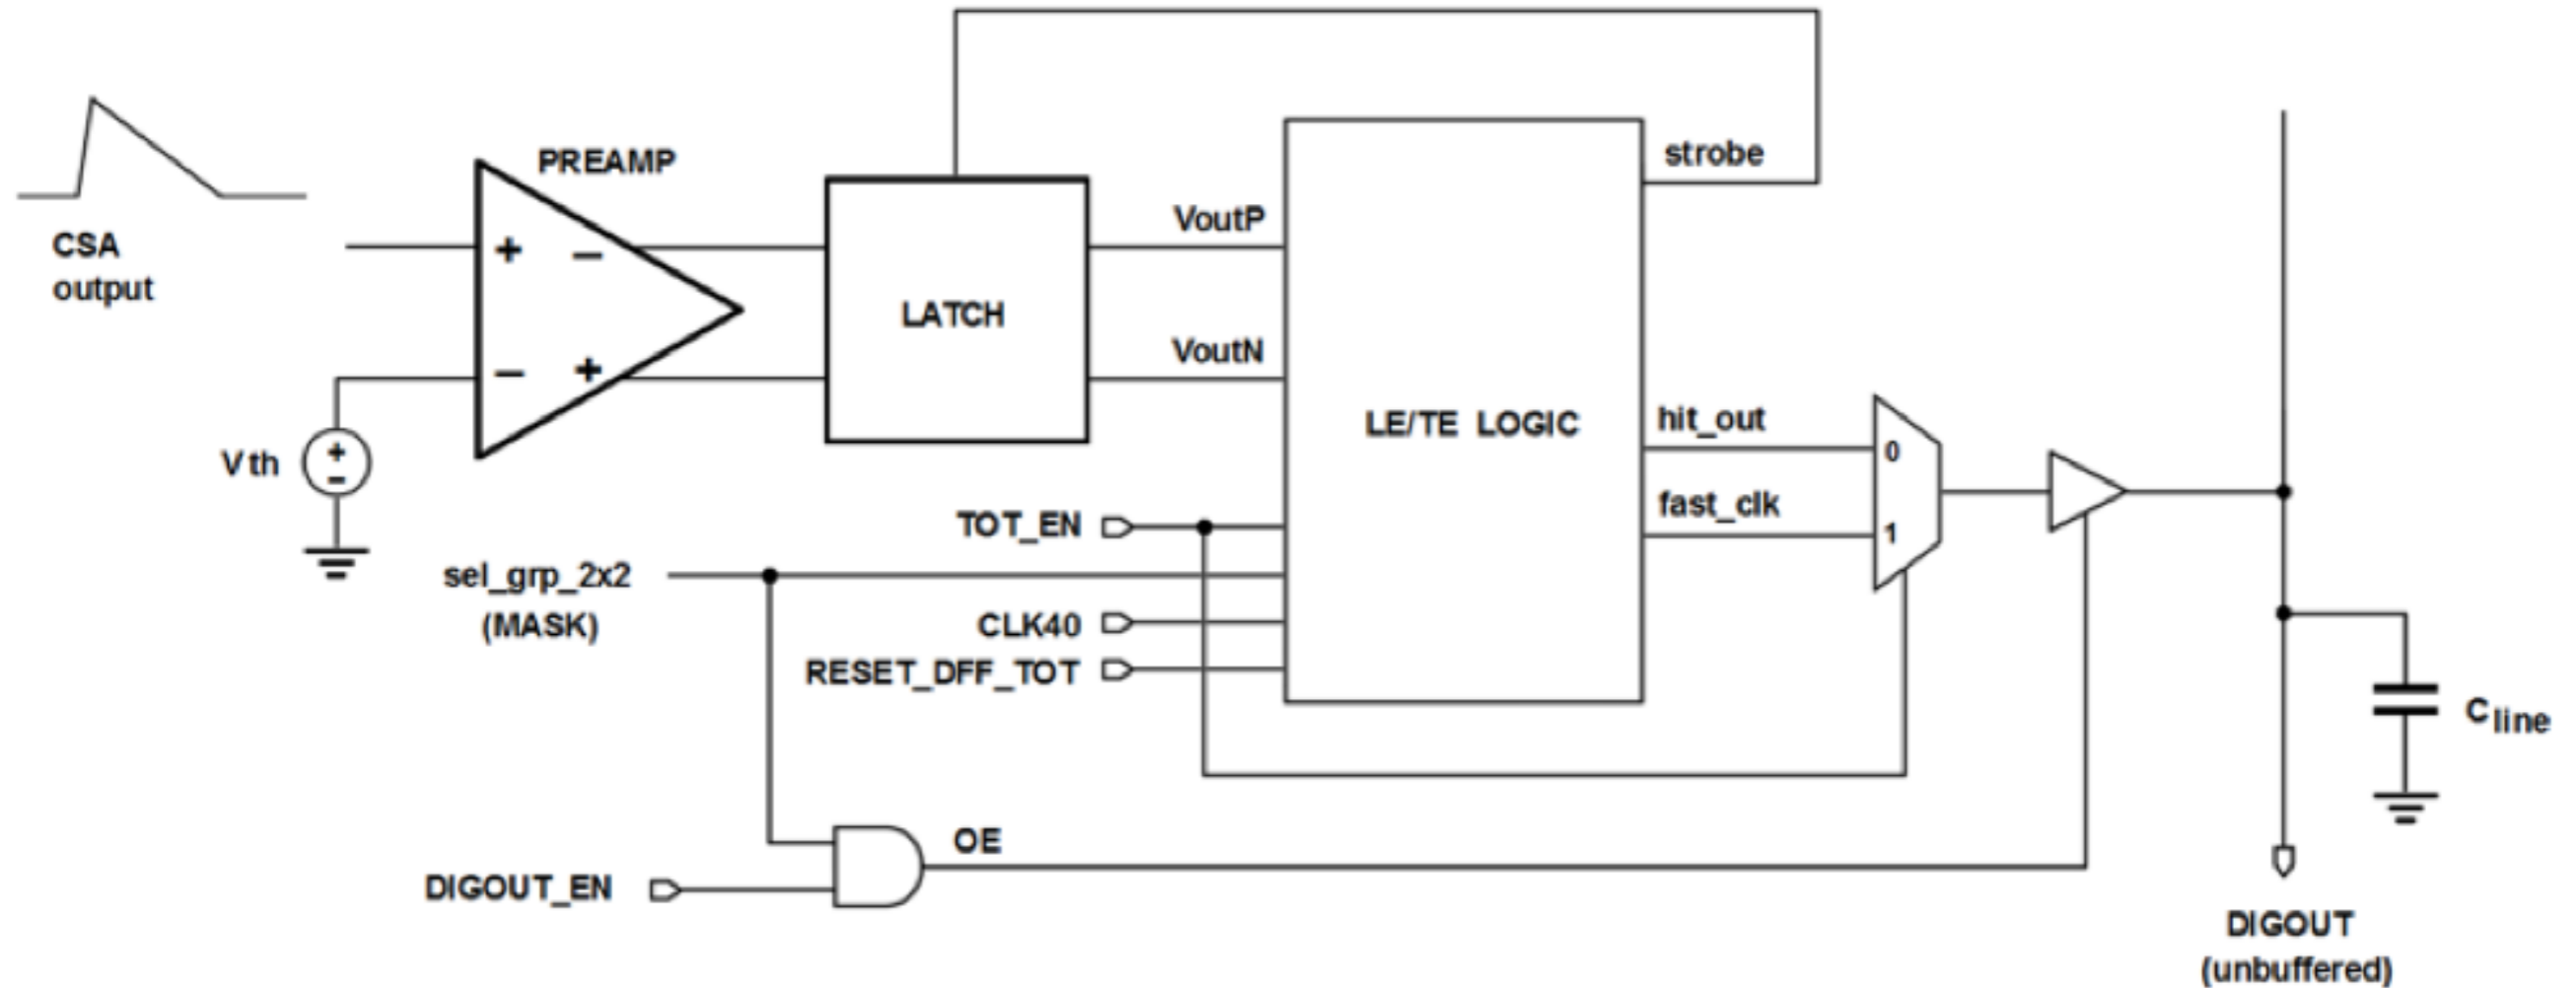 PREAMP
strobe
CSA
output
+
−
−
+
LATCH
VoutP
VoutN
LE/TE LOGIC
hit_out
fast_clk
0
1
Vth
+
−
TOT_EN
sel_grp_2x2
(MASK)
CLK40
RESET_DFF_TOT
C line
OE
DIGOUT_EN
DIGOUT
(unbuffered)